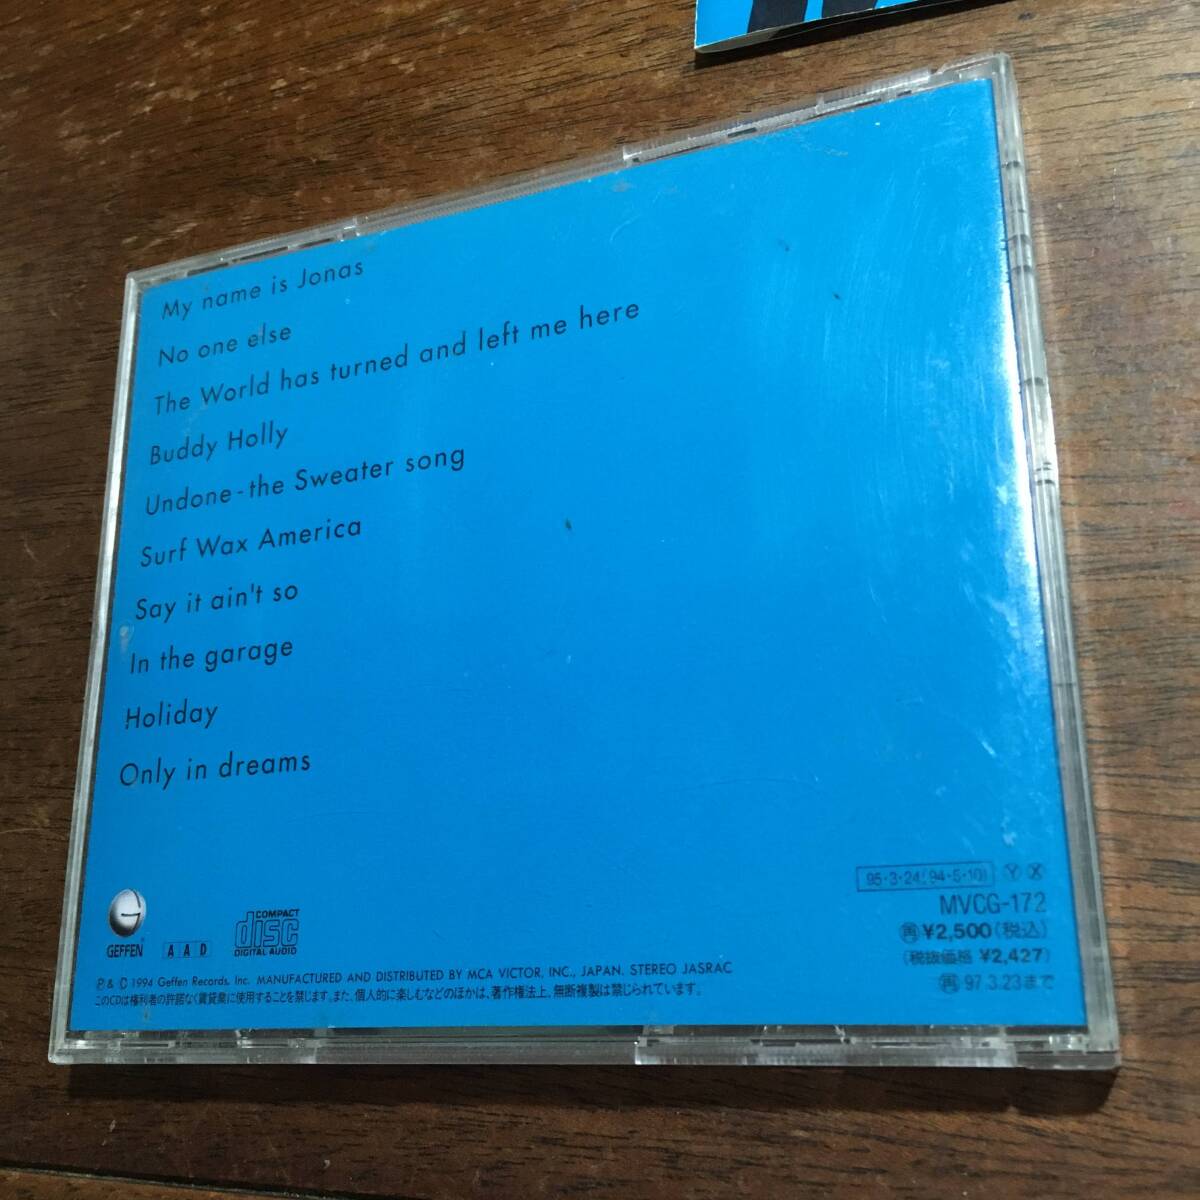 My name is Jonas
No one else
The World has turned and left me here
Buddy Holly
Undone-the Sweater song
Surf Wax America
Say it ain't so
In the garage
Holiday
Only in dreams
95・3・24(94・5・10) Y X
MVCG-172
再¥2,500(税込)
(税抜価格 ¥2,427)
再97.3.23まで
G
GEFFEN
A A D
COMPACT
disc
DIGITAL AUDIO
℗ & © 1994 Geffen Records, Inc. MANUFACTURED AND DISTRIBUTED BY MCA VICTOR, INC., JAPAN. STEREO JASRAC
このCDは権利者の許諾なく賃貸業に使用することを禁じます。また、個人的に楽しむなどのほかは、著作権法上、無断複製は禁じられています。